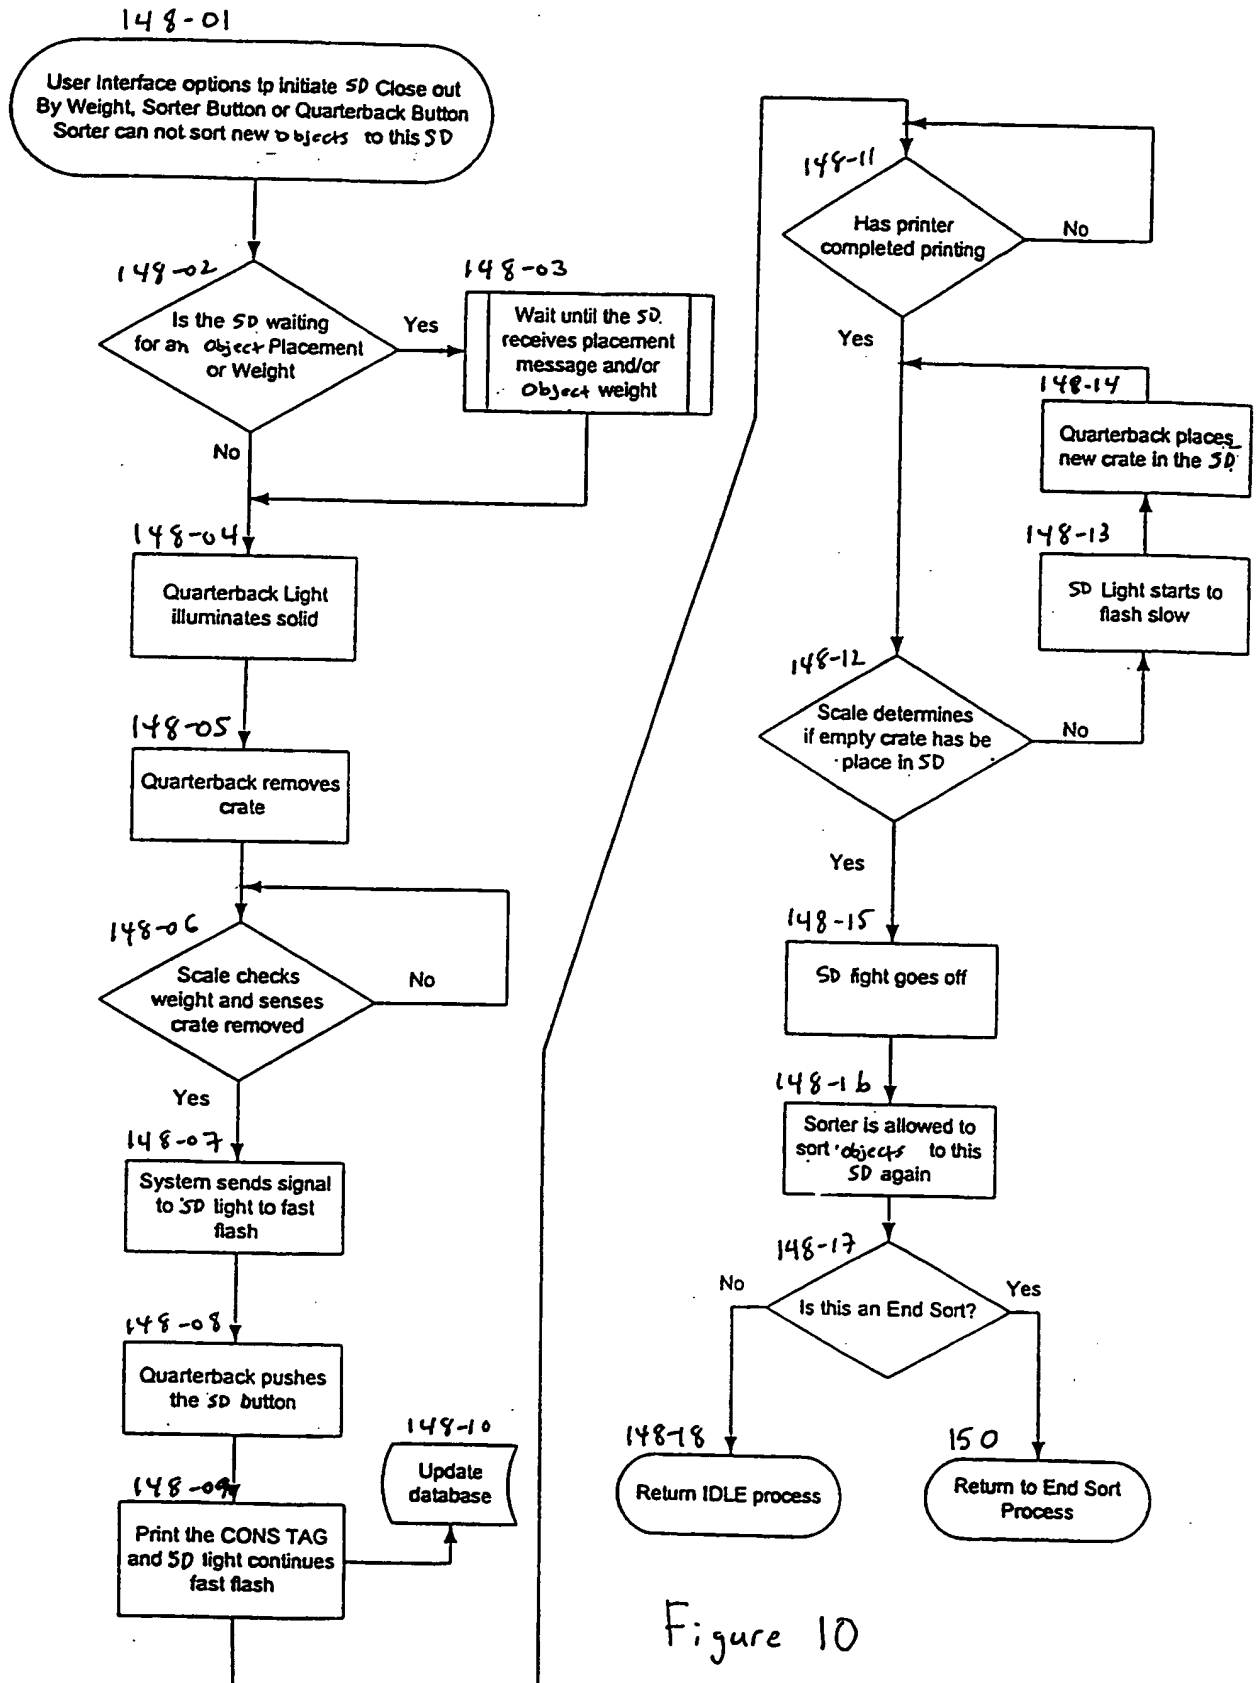 148-01
User Interface options tp initiate SD Close out
By Weight, Sorter Button or Quarterback Button
Sorter can not sort new objects to this SD
148-02
Is the SD waiting
for an Object Placement
or Weight
Yes
No
148-03
Wait until the SD.
receives placement
message and/or
Object weight
148-04
Quarterback Light
illuminates solid
148-05
Quarterback removes
crate
148-06
Scale checks
weight and senses
crate removed
No
Yes
148-07
System sends signal
to SD light to fast
flash
148-08
Quarterback pushes
the SD button
148-09
Print the CONS TAG
and SD light continues
fast flash
148-10
Update
database
148-11
Has printer
completed printing
No
Yes
148-14
Quarterback places
new crate in the SD.
148-13
SD Light starts to
flash slow
148-12
Scale determines
if empty crate has be
place in SD
No
Yes
148-15
SD light goes off
148-16
Sorter is allowed to
sort objects to this
SD again
148-17
Is this an End Sort?
No
Yes
148-18
Return IDLE process
150
Return to End Sort
Process
Figure 10